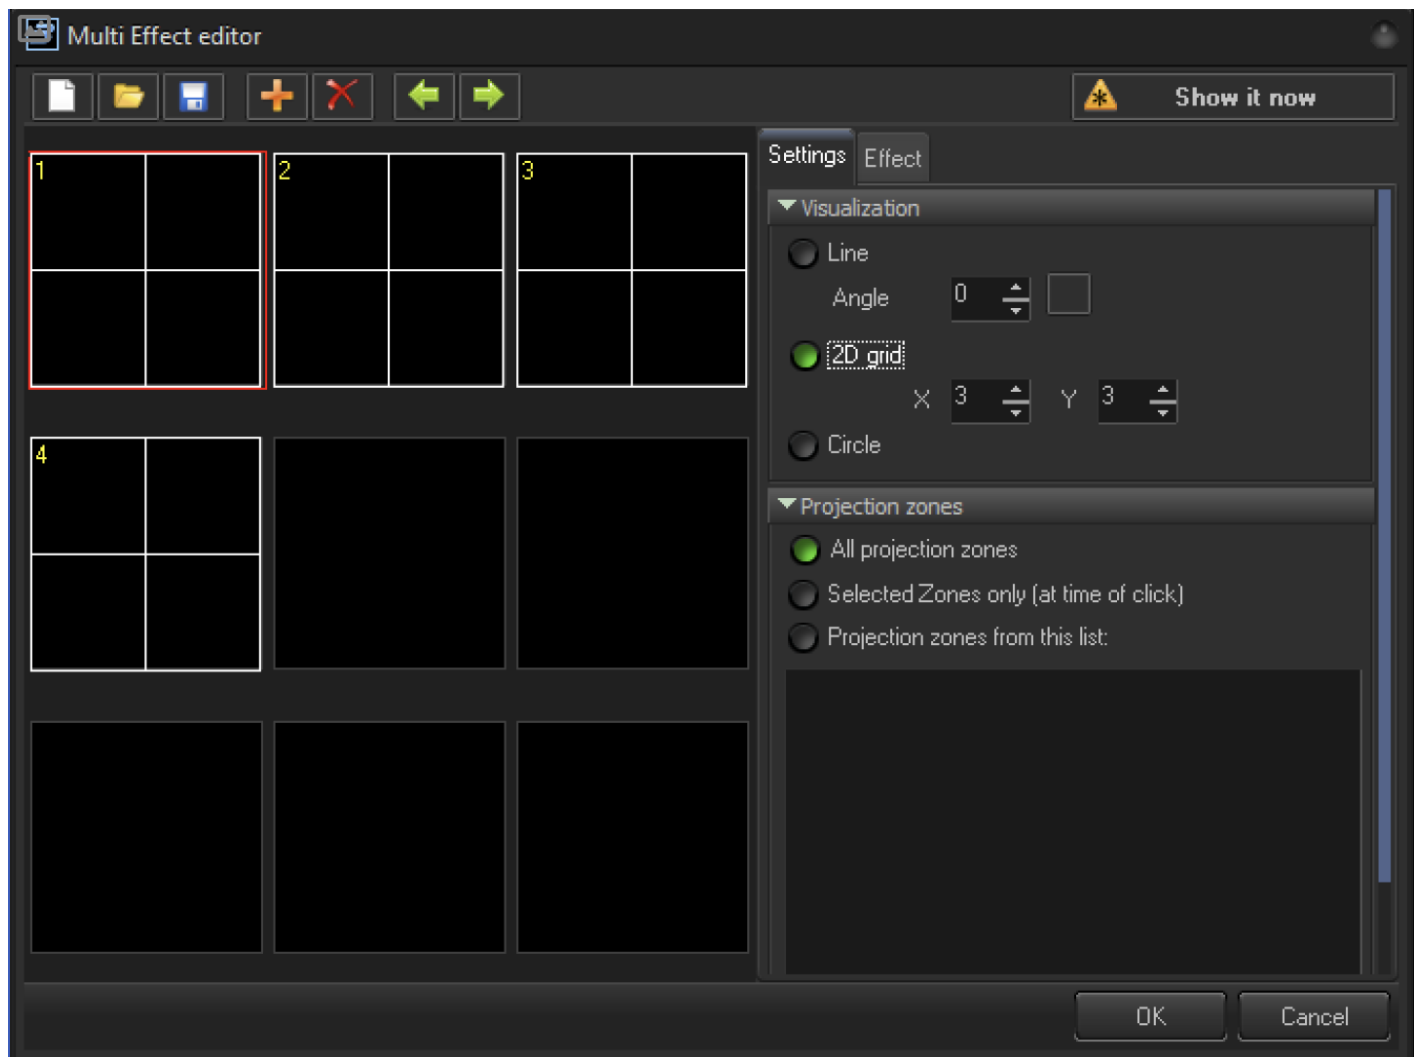 Multi Effect editor
Show it now
1
2
3
4
Settings
Effect
Visualization
Line
Angle 0
2D grid
X 3 Y 3
Circle
Projection zones
All projection zones
Selected Zones only (at time of click)
Projection zones from this list:
OK
Cancel